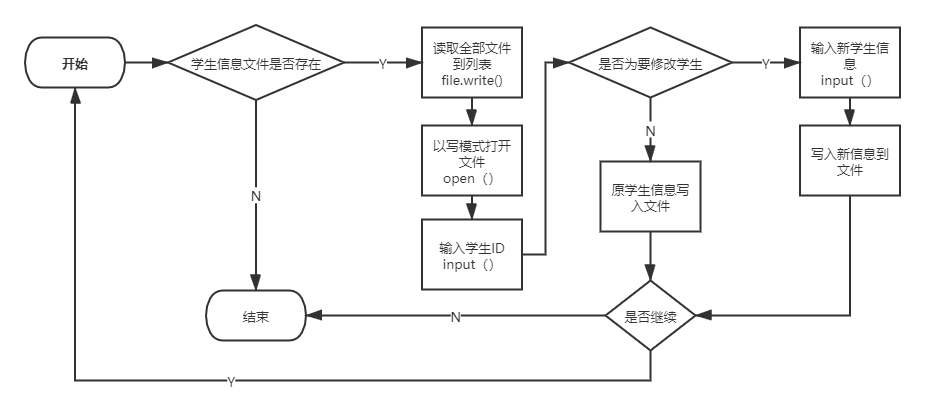 开始
学生信息文件是否存在
Y
读取全部文件
到列表
file.write()
是否为要修改学生
Y
输入新学生信
息
input（）
N
以写模式打开
文件
open（）
N
写入新信息到
文件
原学生信息写
入文件
输入学生ID
input（）
结束
N
是否继续
Y